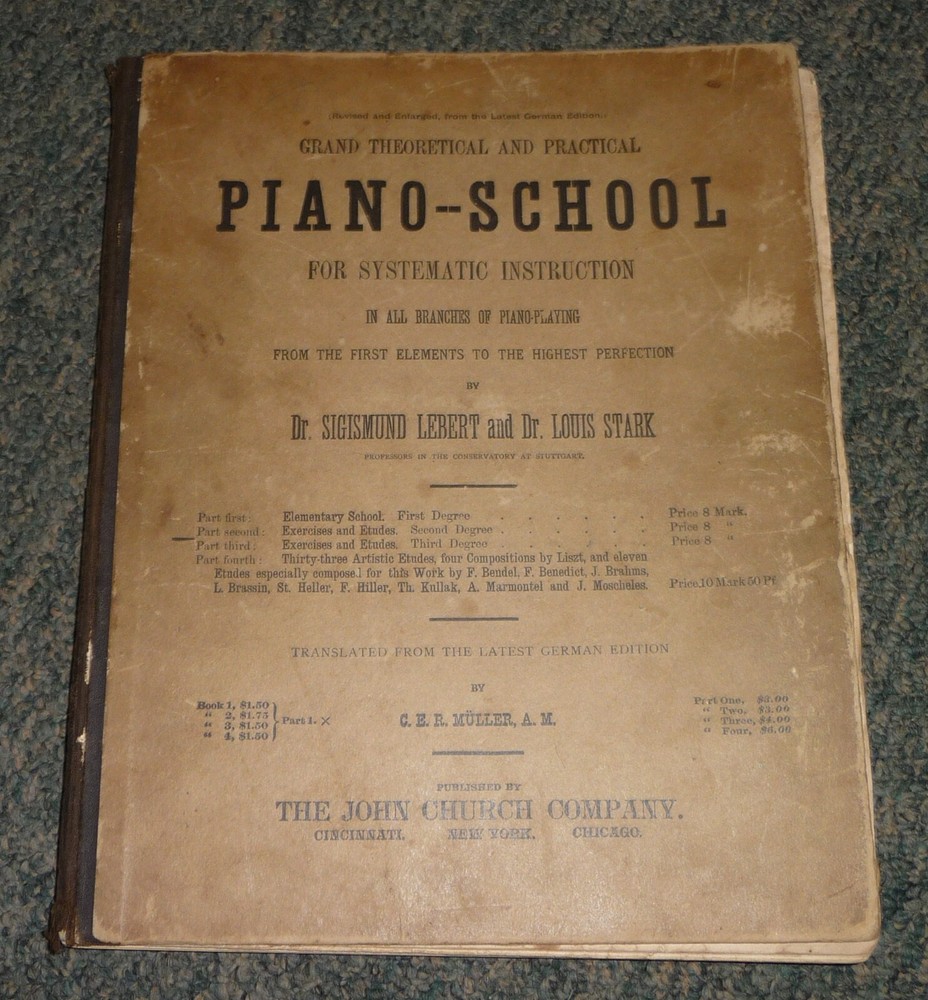 (Revised and Enlarged, from the Latest German Edition.)
GRAND THEORETICAL AND PRACTICAL
PIANO--SCHOOL
FOR SYSTEMATIC INSTRUCTION
IN ALL BRANCHES OF PIANO-PLAYING
FROM THE FIRST ELEMENTS TO THE HIGHEST PERFECTION
BY
Dr. SIGISMUND LEBERT and Dr. LOUIS STARK
PROFESSORS IN THE CONSERVATORY AT STUTTGART.
Part first: Elementary School. First Degree . . . . . . Price 8 Mark.
Part second: Exercises and Etudes. Second Degree . . . . . . Price 8 "
Part third: Exercises and Etudes. Third Degree . . . . . Price 8 "
Part fourth: Thirty-three Artistic Etudes, four Compositions by Liszt, and eleven
Etudes especially composed for this Work by F. Bendel, F. Benedict, J. Brahms,
L. Brassin, St. Heller, F. Hiller, Th. Kullak, A. Marmontel and J. Moscheles. Price 10 Mark 50 Pf.
TRANSLATED FROM THE LATEST GERMAN EDITION
BY
C. E. R. MÜLLER, A. M.
Book 1, $1.50
" 2, $1.75
" 3, $1.50
" 4, $1.50
Part 1. X
Part One, $3.00
" Two, $3.00
" Three, $4.00
" Four, $6.00
PUBLISHED BY
THE JOHN CHURCH COMPANY.
CINCINNATI. NEW YORK. CHICAGO.